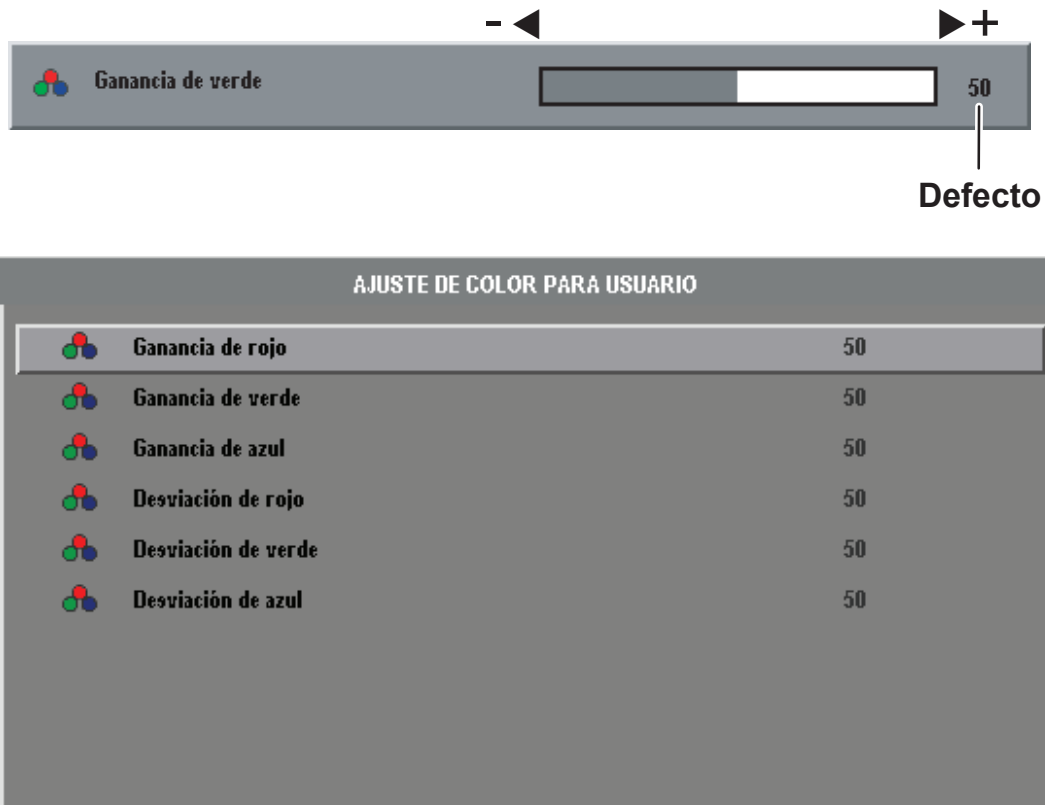 - ◀ ▶+
Ganancia de verde 50
Defecto
AJUSTE DE COLOR PARA USUARIO
Ganancia de rojo 50
Ganancia de verde 50
Ganancia de azul 50
Desviación de rojo 50
Desviación de verde 50
Desviación de azul 50